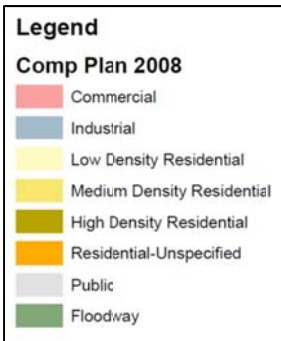 Legend
Comp Plan 2008
Commercial
Industrial
Low Density Residential
Medium Density Residential
High Density Residential
Residential-Unspecified
Public
Floodway